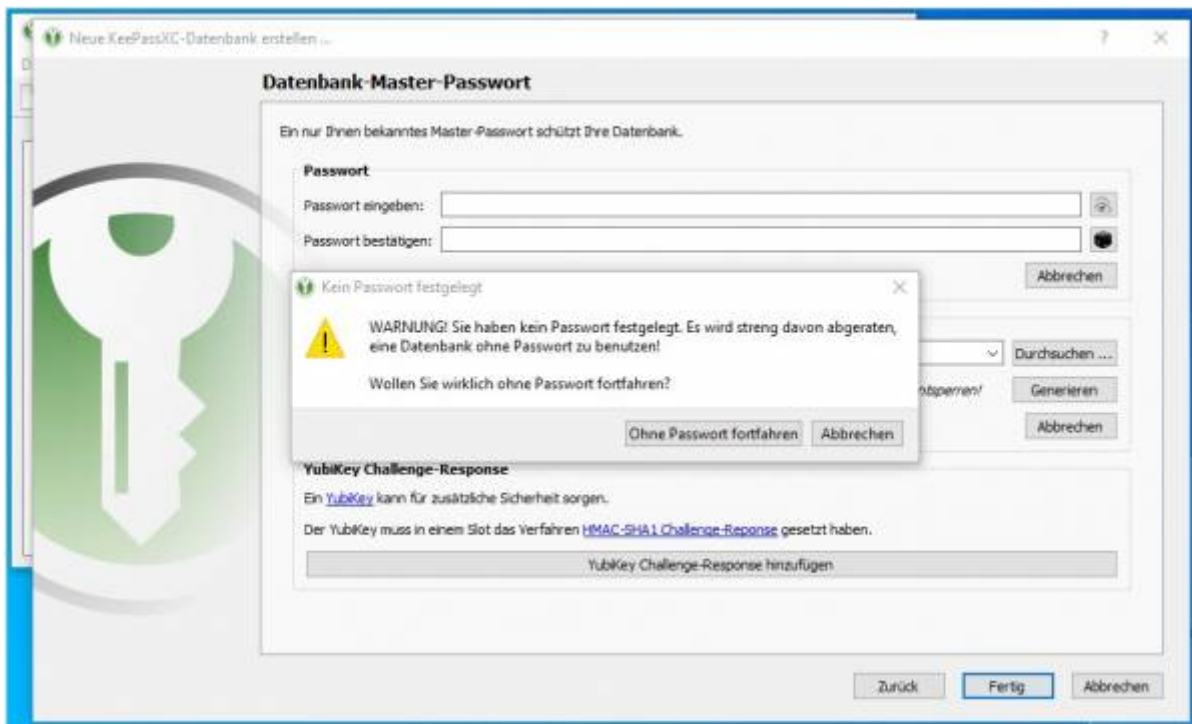 Neue KeePassXC-Datenbank erstellen ...
?
Datenbank-Master-Passwort
Ein nur Ihnen bekanntes Master-Passwort schützt Ihre Datenbank.
Passwort
Passwort eingeben:
Passwort bestätigen:
Abbrechen
Kein Passwort festgelegt
WARNUNG! Sie haben kein Passwort festgelegt. Es wird streng davon abgeraten,
eine Datenbank ohne Passwort zu benutzen!
Wollen Sie wirklich ohne Passwort fortfahren?
Ohne Passwort fortfahren Abbrechen
Durchsuchen ...
ntsperren! Generieren
Abbrechen
YubiKey Challenge-Response
Ein YubiKey kann für zusätzliche Sicherheit sorgen.
Der YubiKey muss in einem Slot das Verfahren HMAC-SHA1 Challenge-Reponse gesetzt haben.
YubiKey Challenge-Response hinzufügen
Zurück Fertig Abbrechen